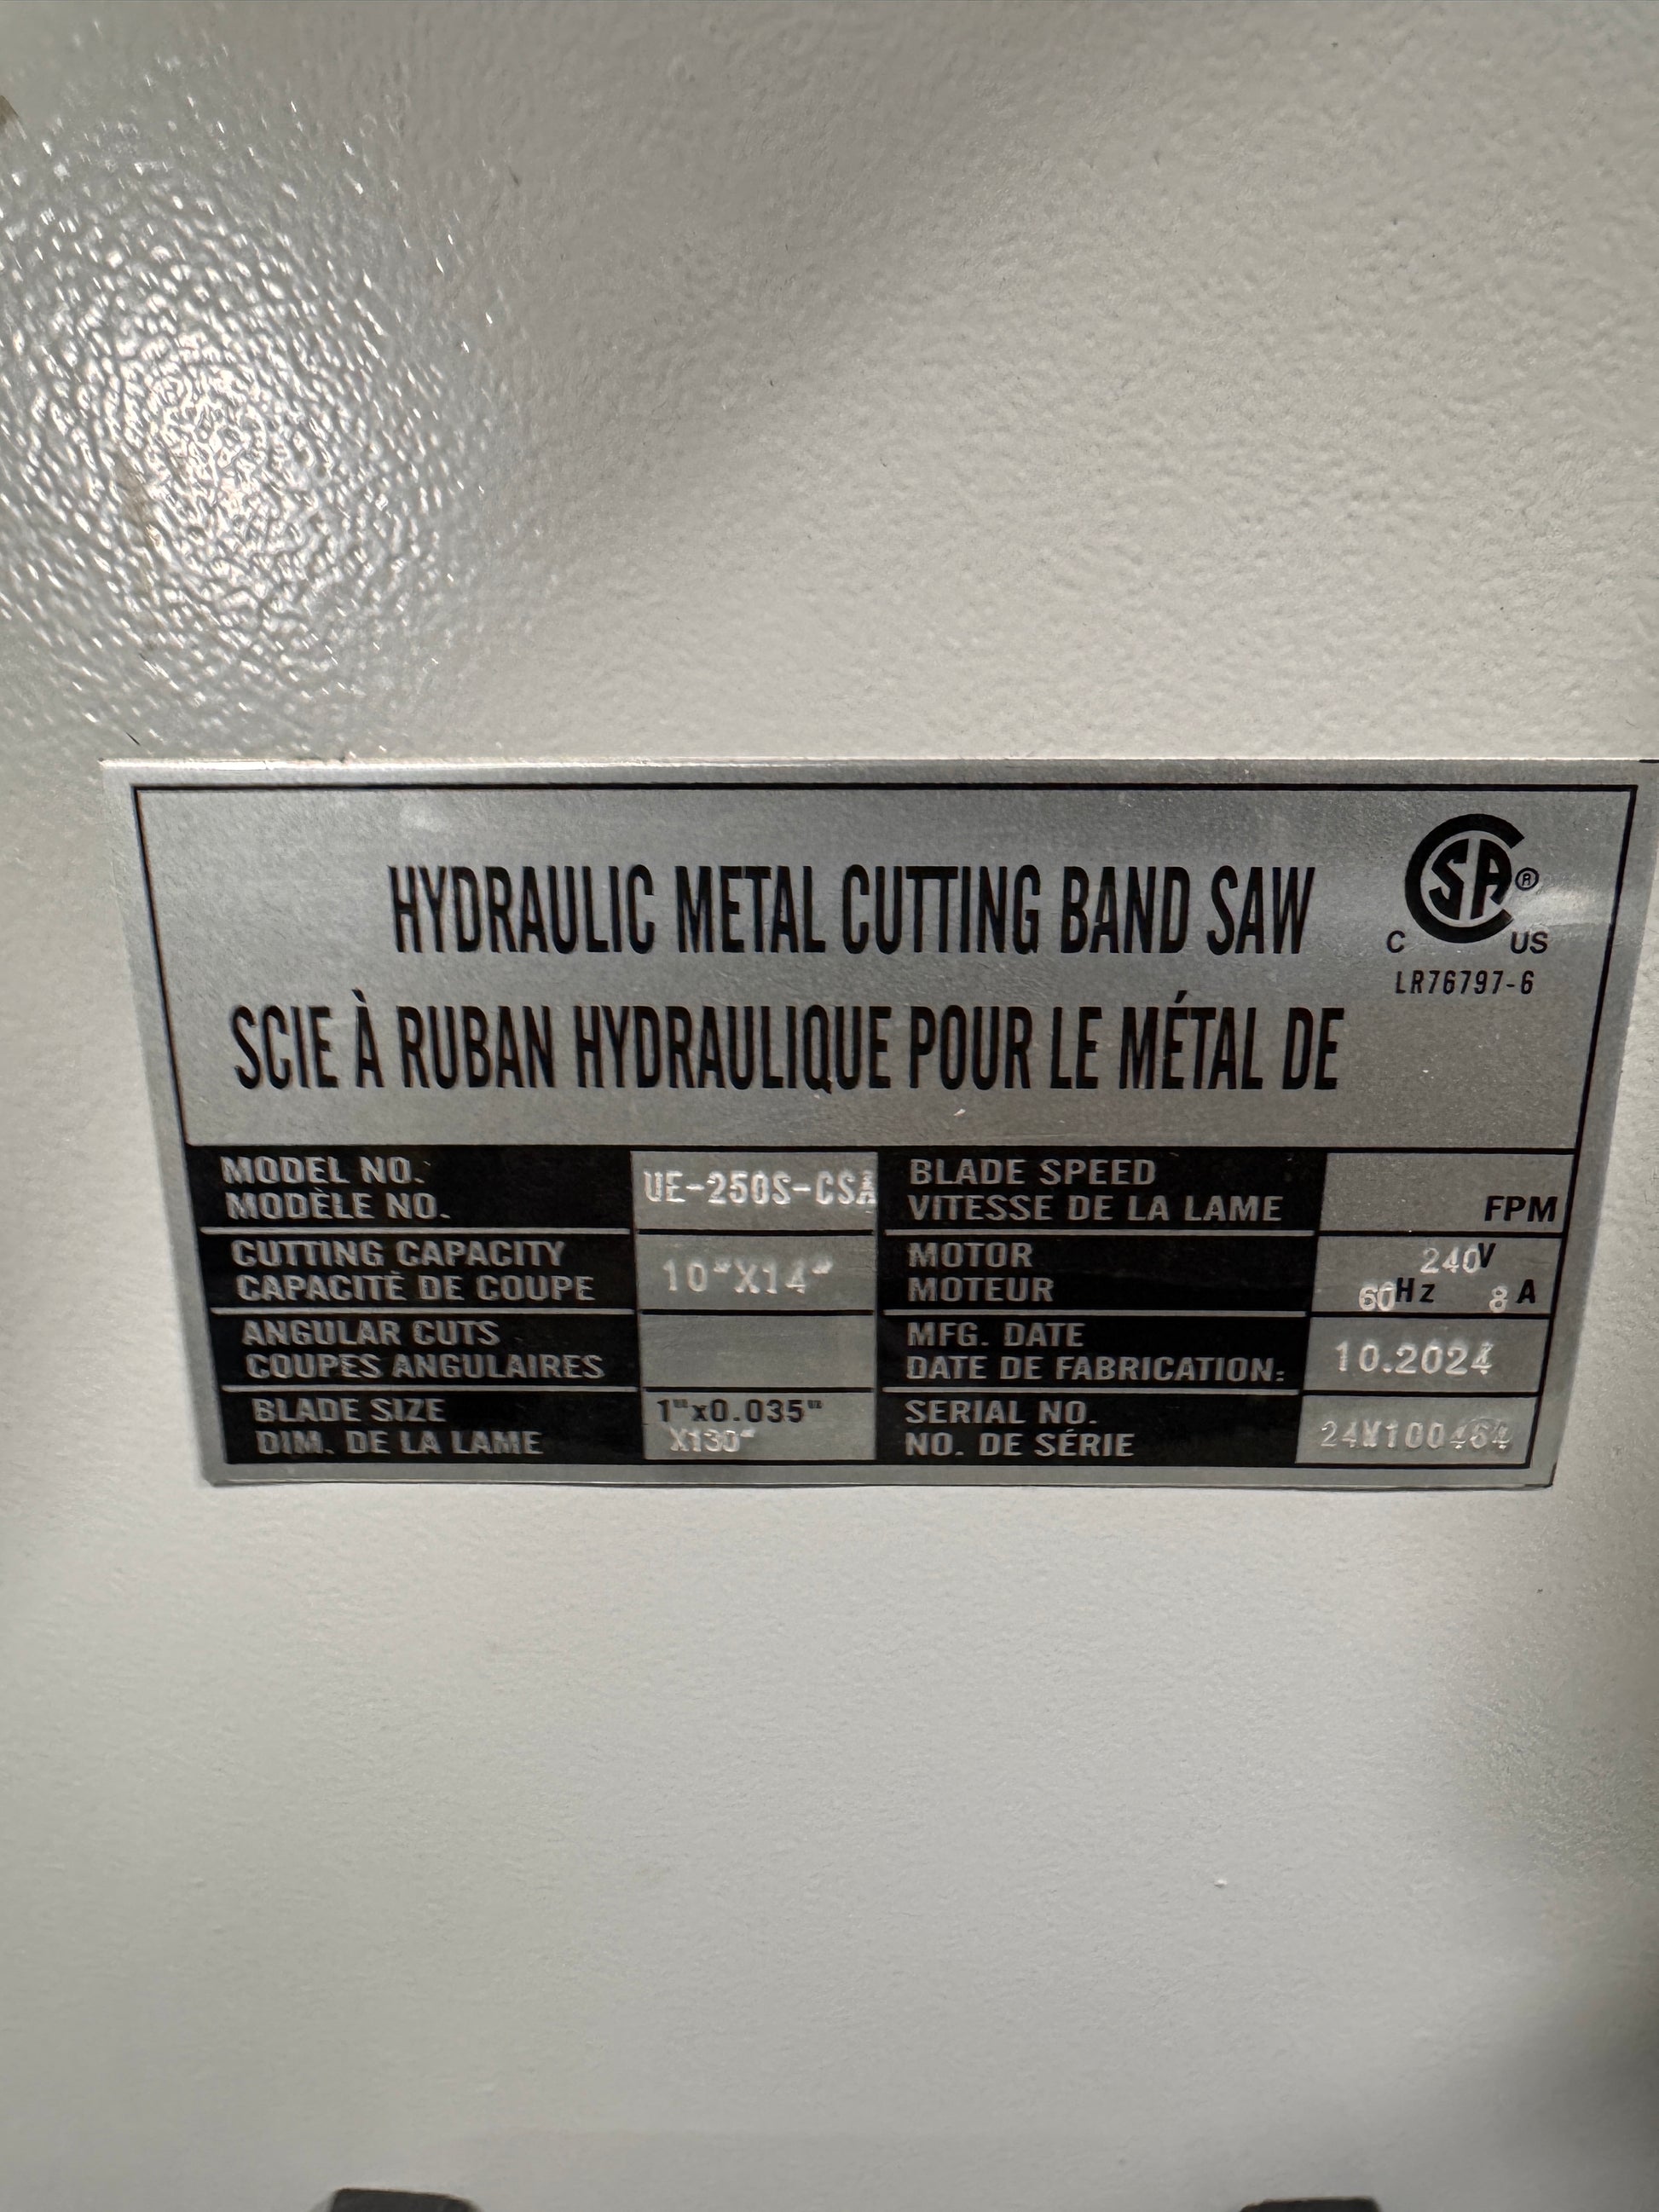 HYDRAULIC METAL CUTTING BAND SAW
SCIE À RUBAN HYDRAULIQUE POUR LE MÉTAL DE
CSA®
C US
LR76797-6
MODEL NO.
MODÈLE NO.
UE-250S-CSA
BLADE SPEED
VITESSE DE LA LAME
FPM
CUTTING CAPACITY
CAPACITÉ DE COUPE
10"X14"
MOTOR
MOTEUR
240V
60Hz 8 A
ANGULAR CUTS
COUPES ANGULAIRES
MFG. DATE
DATE DE FABRICATION:
10.2024
BLADE SIZE
DIM. DE LA LAME
1"x0.035"
X130"
SERIAL NO.
NO. DE SÉRIE
24W100464